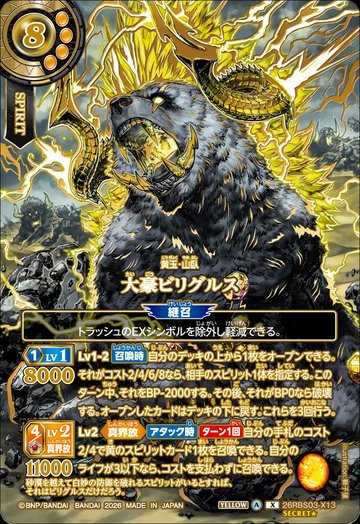 8
SPIRIT
黄玉・山臥
大豪ビリグルス
継召
トラッシュのEXシンボルを除外し軽減できる。
1 LV1 8000
Lv1-2 召喚時 自分のデッキの上から1枚をオープンできる。
それがコスト2/4/6/8なら、相手のスピリット1体を指定する。この
ターン中、それをBP-2000する。その後、それがBP0なら破壊
する。オープンしたカードはデッキの下に戻す。これらを3回行う。
4 LV2 真界放 11000
Lv2 真界放 アタック時 ターン1回 自分の手札のコスト
2/4で黄のスピリットカード1枚を召喚できる。自分の
ライフが3以下なら、コストを支払わずに召喚できる。
砂漠を越えて白砂の防御を破れるスピリットがいるとすれば、
それはビリグルスだけだろう。
©BNP/BANDAI BANDAI 2026 MADE IN JAPAN
YELLOW A X 26RBS03-X13
SECRET★